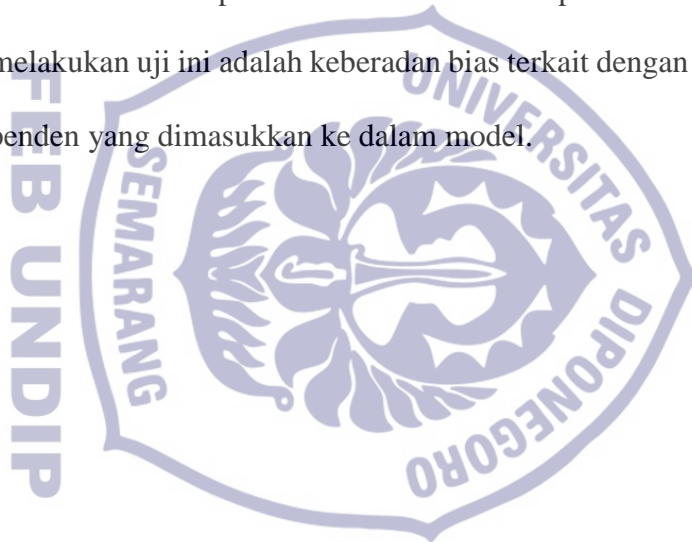 melakukan uji ini adalah keberadan bias terkait dengan
penden yang dimasukkan ke dalam model.
FEB UNDIP
UNIVERSITAS DIPONEGORO
SEMARANG